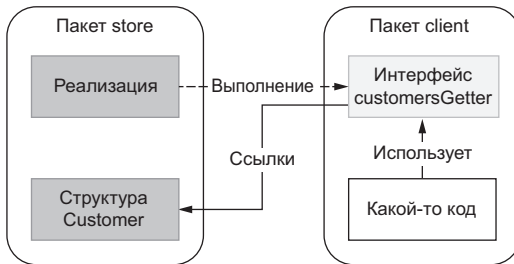 Пакет store
Пакет client
Реализация
Выполнение
Интерфейс
customersGetter
Ссылки
Использует
Структура
Customer
Какой-то код